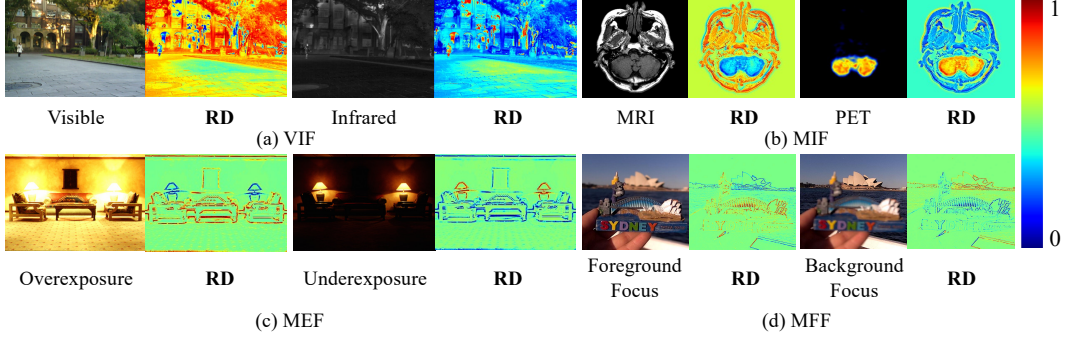 Visible RD Infrared RD MRI RD PET RD
(a) VIF (b) MIF
1
0
SYDNEY SYDNEY
Overexposure RD Underexposure RD Foreground Focus RD Background Focus RD
(c) MEF (d) MFF